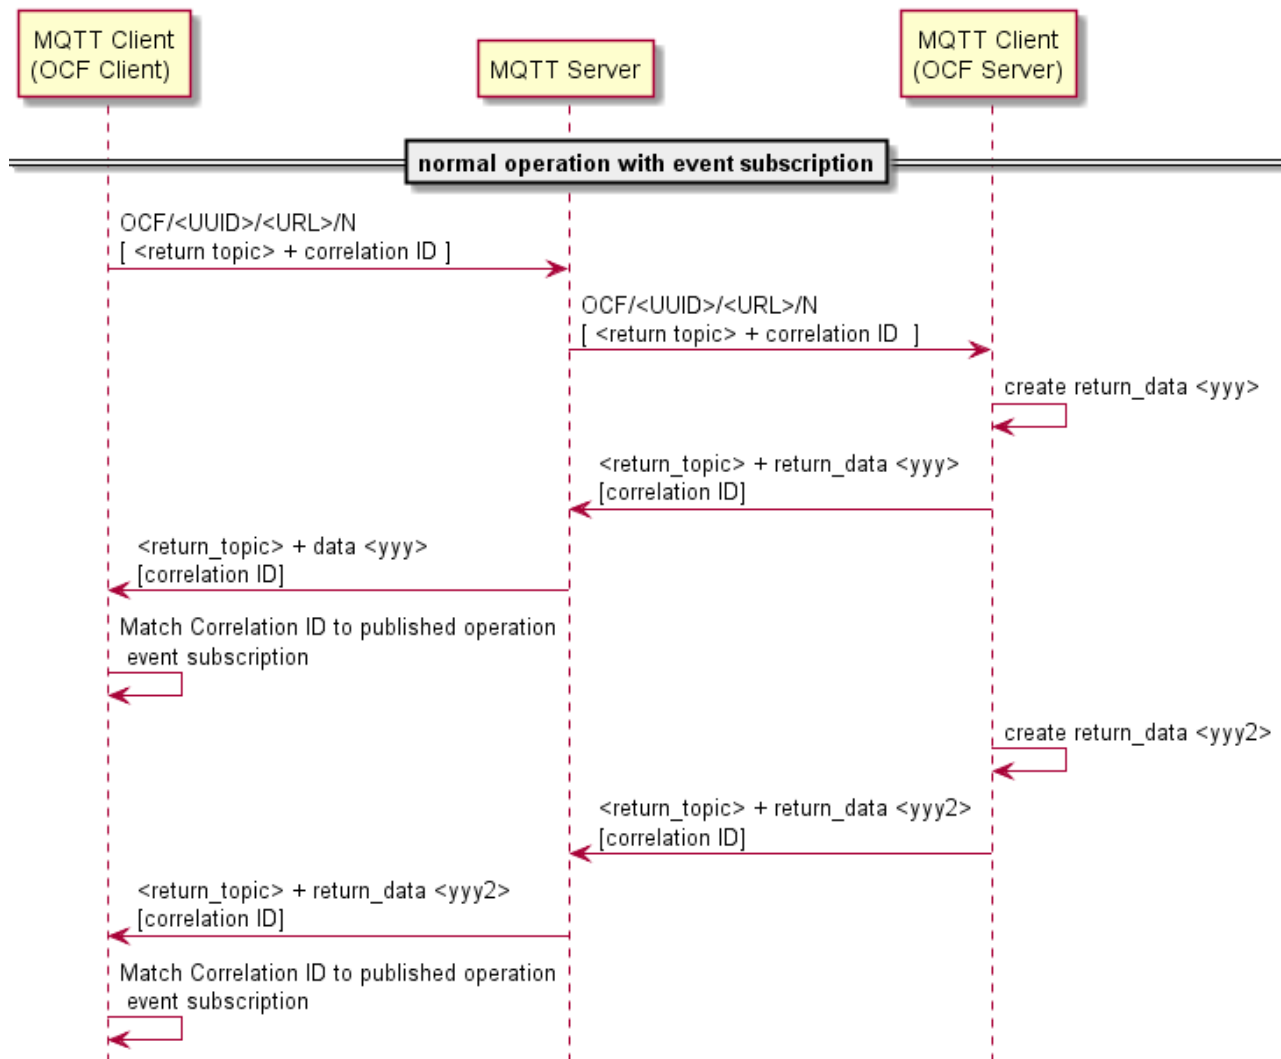 MQTT Client
(OCF Client)
MQTT Server
MQTT Client
(OCF Server)
normal operation with event subscription
OCF/<UUID>/<URL>/N
[ <return topic> + correlation ID ]
OCF/<UUID>/<URL>/N
[ <return topic> + correlation ID  ]
create return_data <yyy>
<return_topic> + return_data <yyy>
[correlation ID]
<return_topic> + data <yyy>
[correlation ID]
Match Correlation ID to published operation
event subscription
create return_data <yyy2>
<return_topic> + return_data <yyy2>
[correlation ID]
<return_topic> + return_data <yyy2>
[correlation ID]
Match Correlation ID to published operation
event subscription